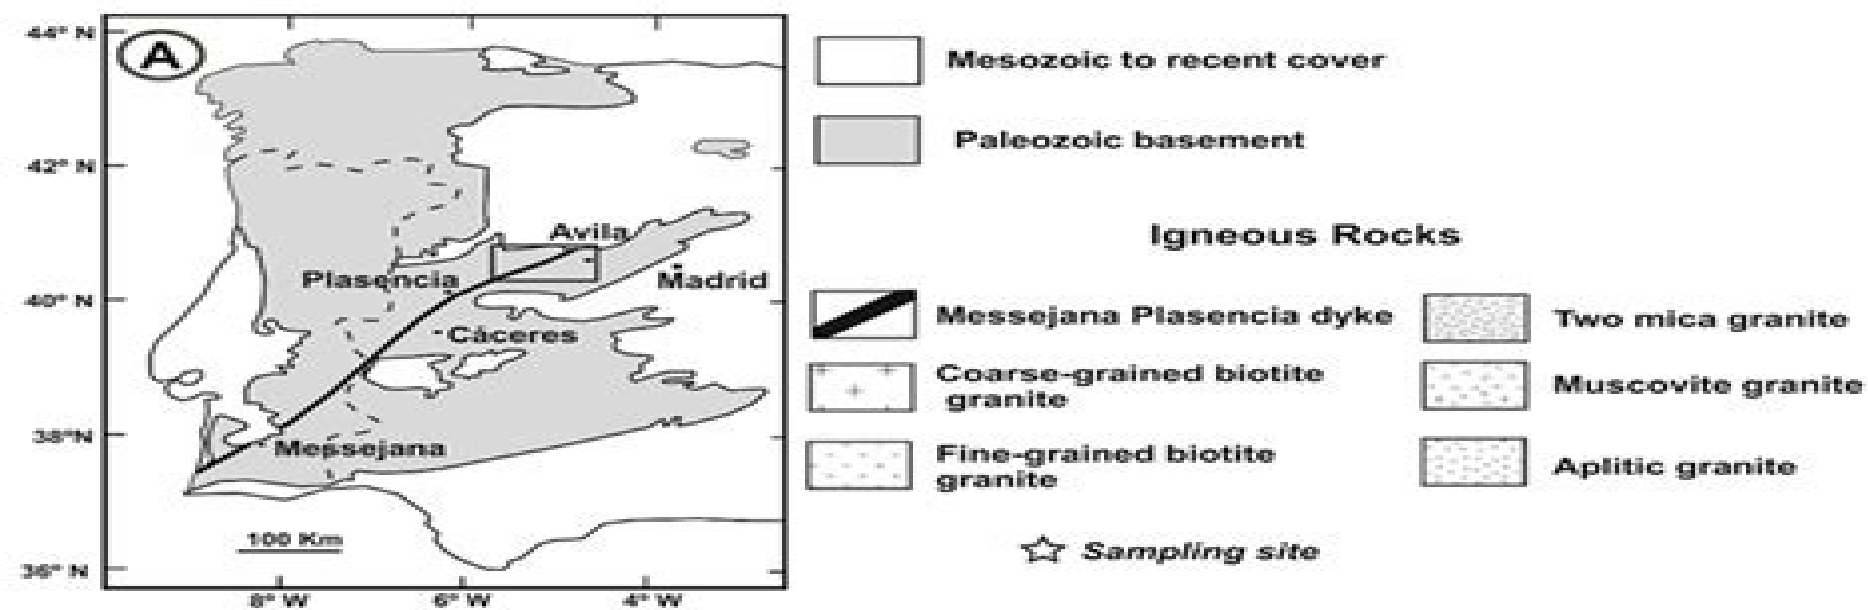 44° N
A
42° N
Avila
Plasencia
Madrid
40° N
Cáceres
38°N
Messejana
100 Km
36° N
8° W
6° W
4° W
Mesozoic to recent cover
Paleozoic basement
Igneous Rocks
Messejana Plasencia dyke
Coarse-grained biotite
granite
Fine-grained biotite
granite
Two mica granite
Muscovite granite
Aplitic granite
Sampling site